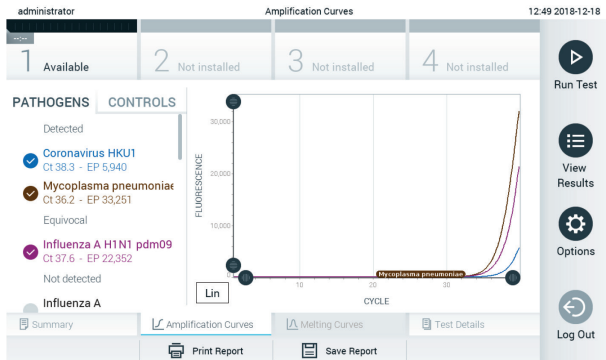 administrator
Amplification Curves
12:49 2018-12-18
--:--
1 Available
2 Not installed
3 Not installed
4 Not installed
Run Test
PATHOGENS
CONTROLS
Detected
Coronavirus HKU1
Ct 38.3 - EP 5,940
Mycoplasma pneumoniae
Ct 36.2 - EP 33,251
Equivocal
Influenza A H1N1 pdm09
Ct 37.6 - EP 22,352
Not detected
Influenza A
FLUORESCENCE
30,000
20,000
10,000
0
Mycoplasma pneumoniae
10
20
30
CYCLE
Lin
View
Results
Options
Log Out
Summary
Amplification Curves
Melting Curves
Test Details
Print Report
Save Report